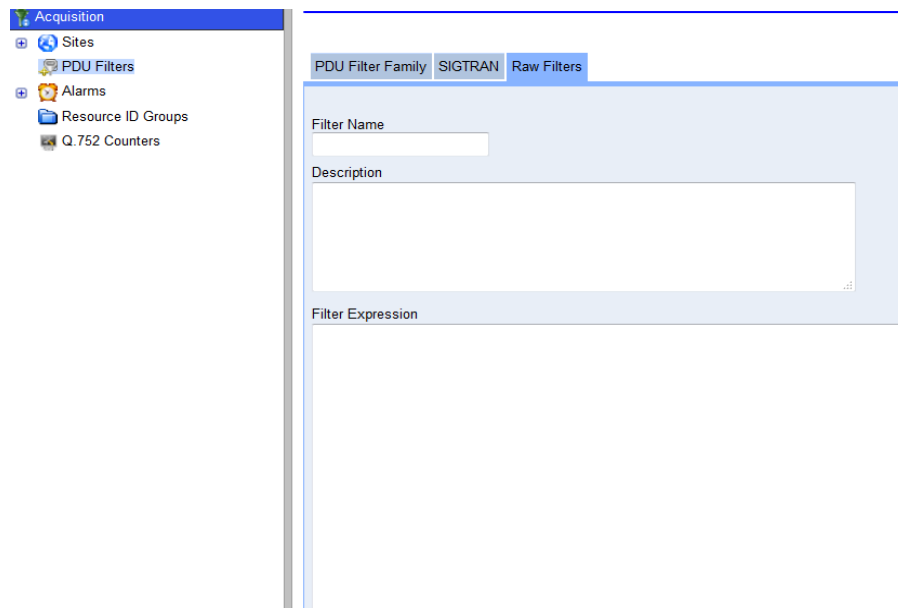 Acquisition
Sites
PDU Filters
Alarms
Resource ID Groups
Q.752 Counters
PDU Filter Family SIGTRAN Raw Filters
Filter Name
Description
Filter Expression